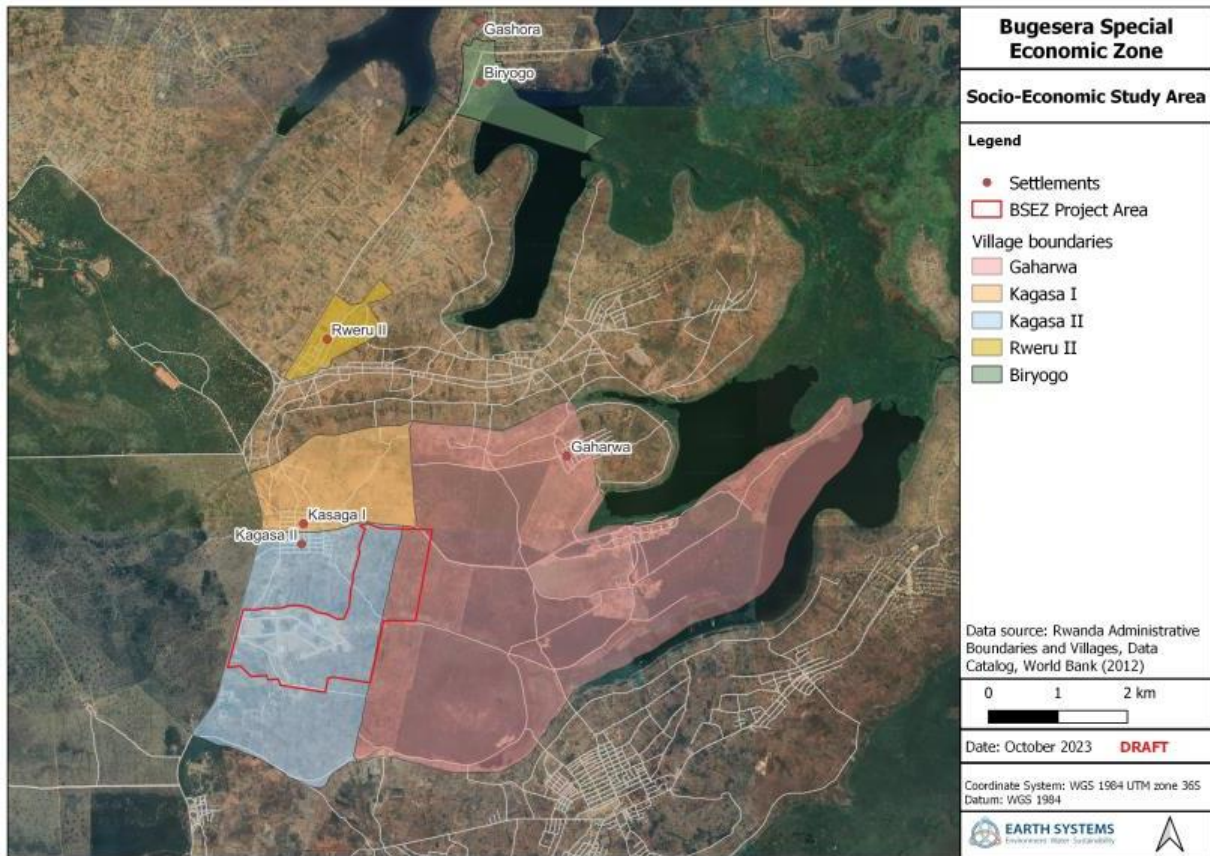 Gashora
Biryogo
Rweru II
Gaharwa
Kasaga I
Kagasa II
Bugesera Special
Economic Zone
Socio-Economic Study Area
Legend
Settlements
BSEZ Project Area
Village boundaries
Gaharwa
Kagasa I
Kagasa II
Rweru II
Biryogo
Data source: Rwanda Administrative
Boundaries and Villages, Data
Catalog, World Bank (2012)
0 1 2 km
Date: October 2023 DRAFT
Coordinate System: WGS 1984 UTM zone 36S
Datum: WGS 1984
EARTH SYSTEMS
Environment Water Sustainability